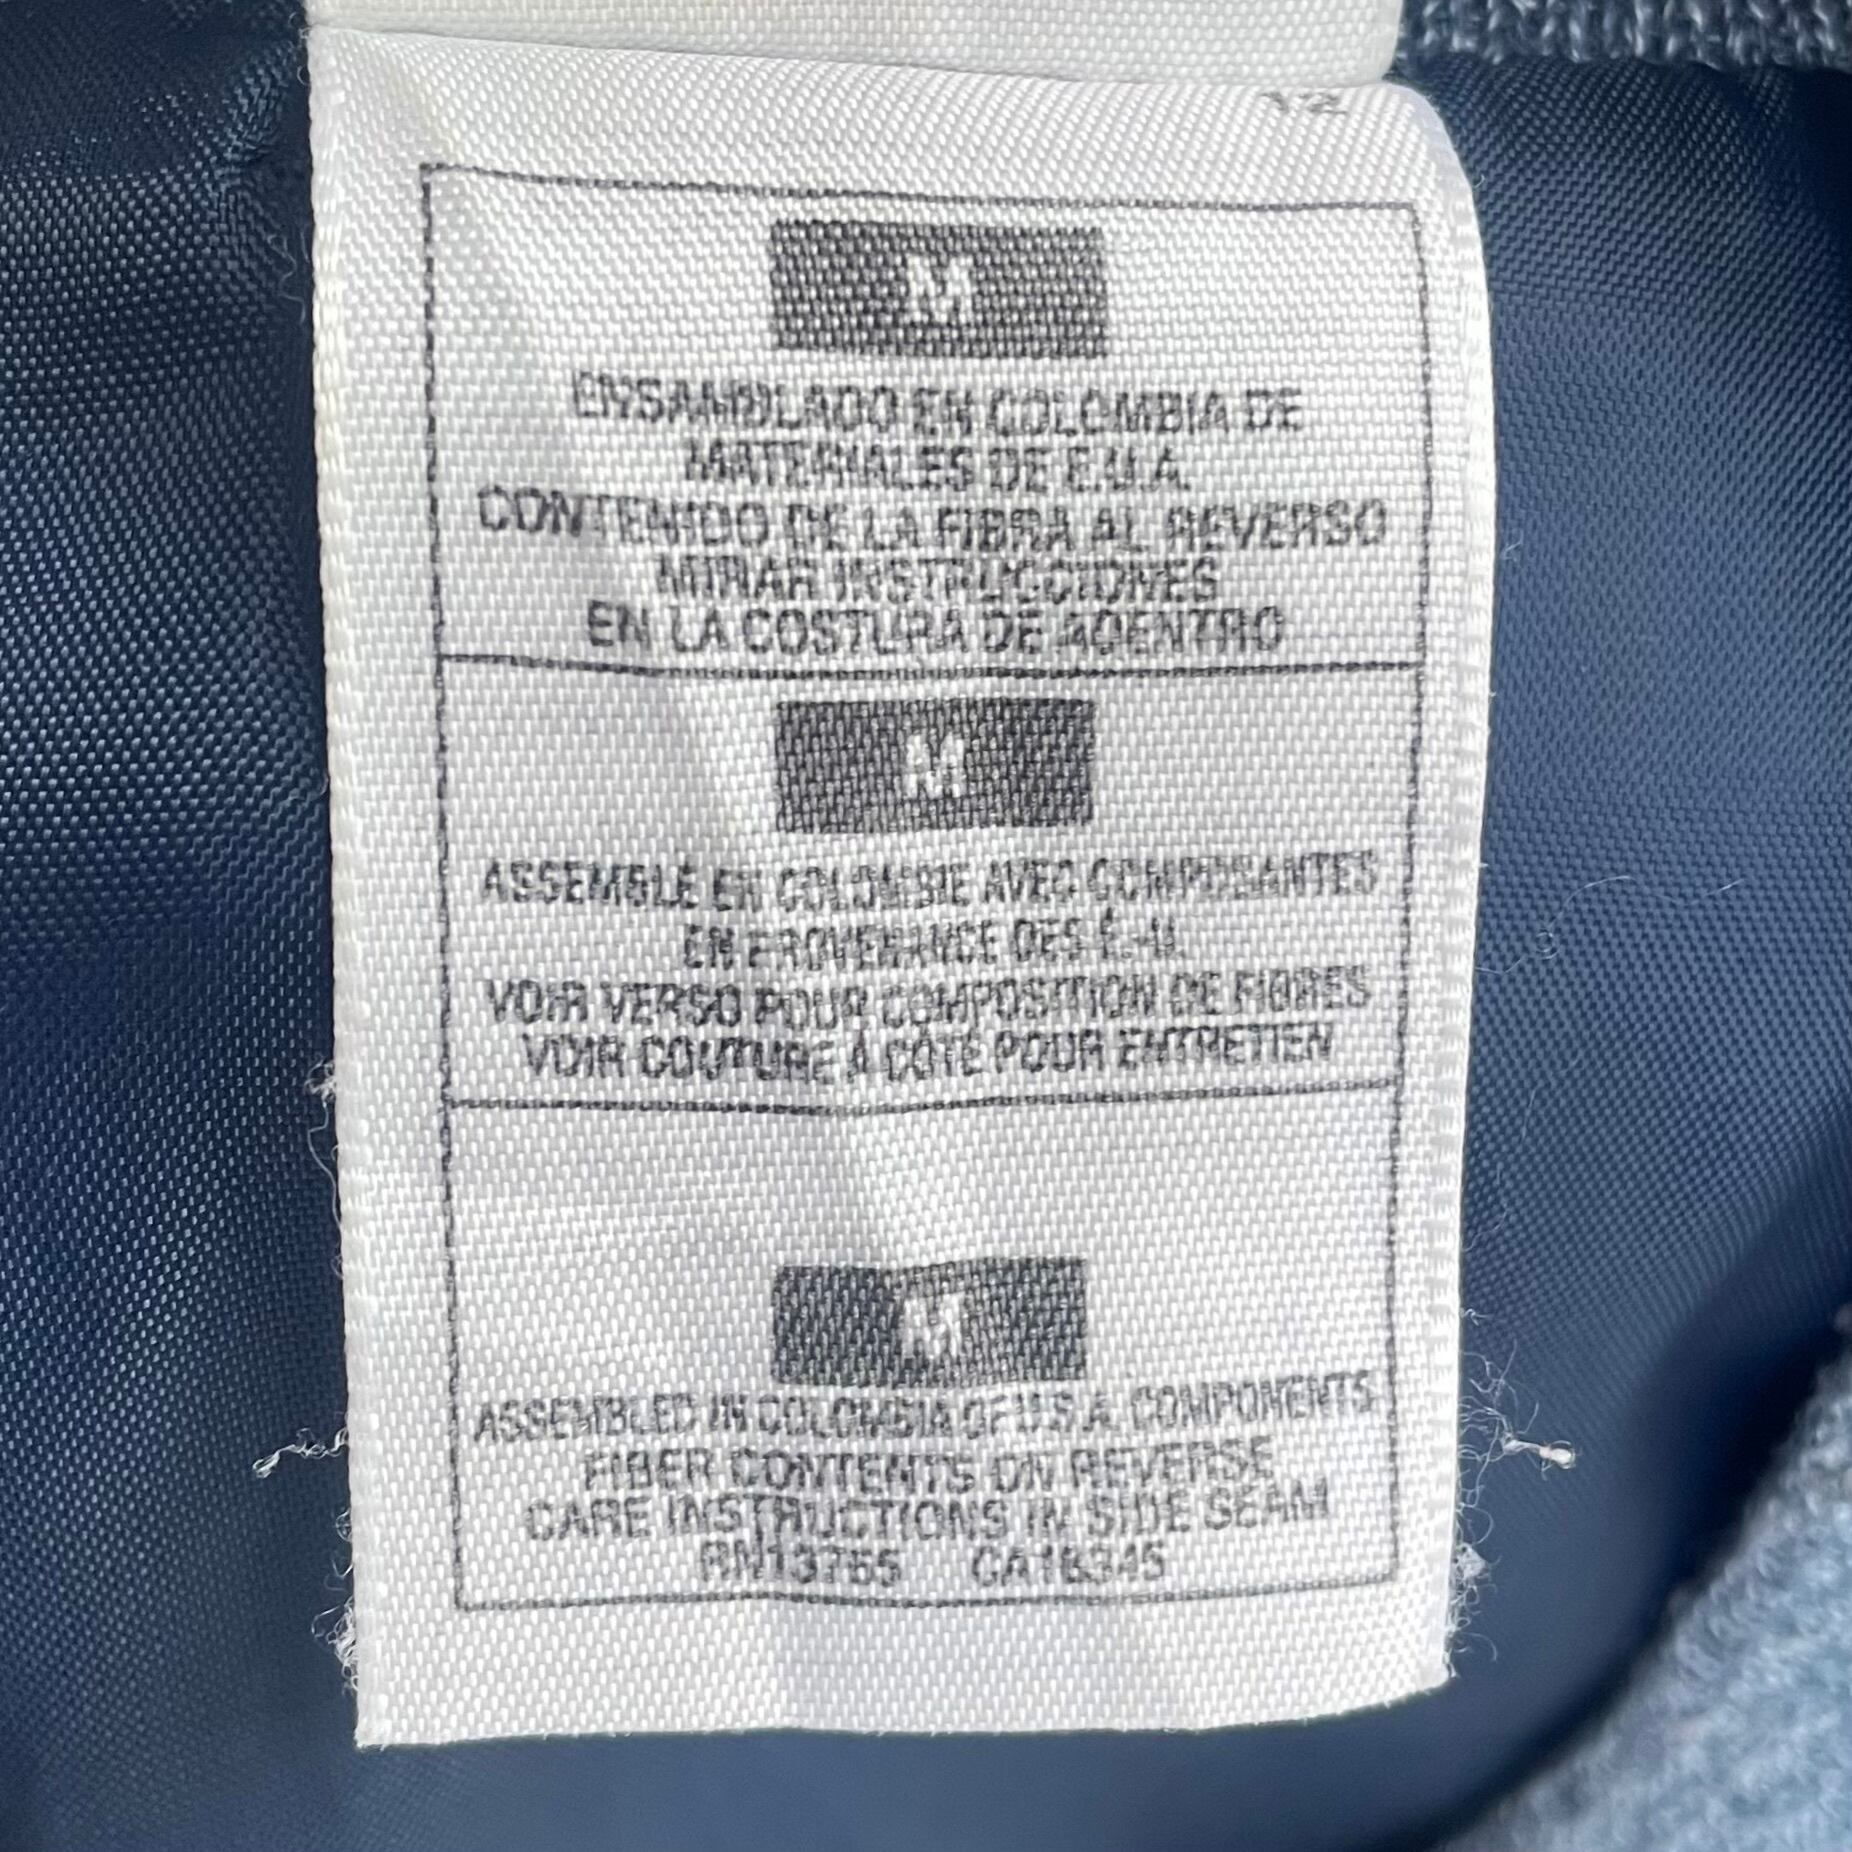 12
M
ENSAMBLADO EN COLOMBIA DE
MATERIALES DE E.U.A.
CONTENIDO DE LA FIBRA AL REVERSO
MIRAR INSTRUCCIONES
EN LA COSTURA DE ADENTRO
M
ASSEMBLÉ EN COLOMBIE AVEC COMPOSANTES
EN PROVENANCE DES É.-U.
VOIR VERSO POUR COMPOSITION DE FIBRES
VOIR COUTURE À CÔTÉ POUR ENTRETIEN
M
ASSEMBLED IN COLOMBIA OF U.S.A. COMPONENTS
FIBER CONTENTS ON REVERSE
CARE INSTRUCTIONS IN SIDE SEAM
RN13765 CA16345